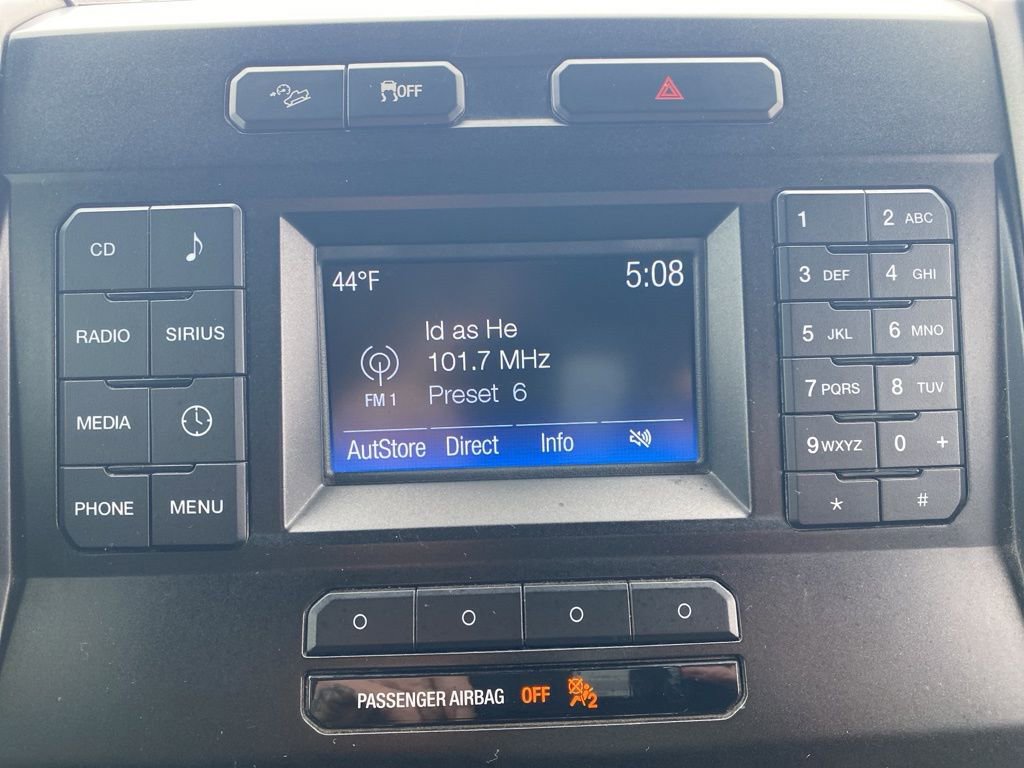 OFF
CD
RADIO SIRIUS
MEDIA
PHONE MENU
44°F 5:08
Id as He
101.7 MHz
FM 1
Preset 6
AutStore Direct Info
1 2 ABC
3 DEF 4 GHI
5 JKL 6 MNO
7 PQRS 8 TUV
9 WXYZ 0 +
* #
PASSENGER AIRBAG OFF 2